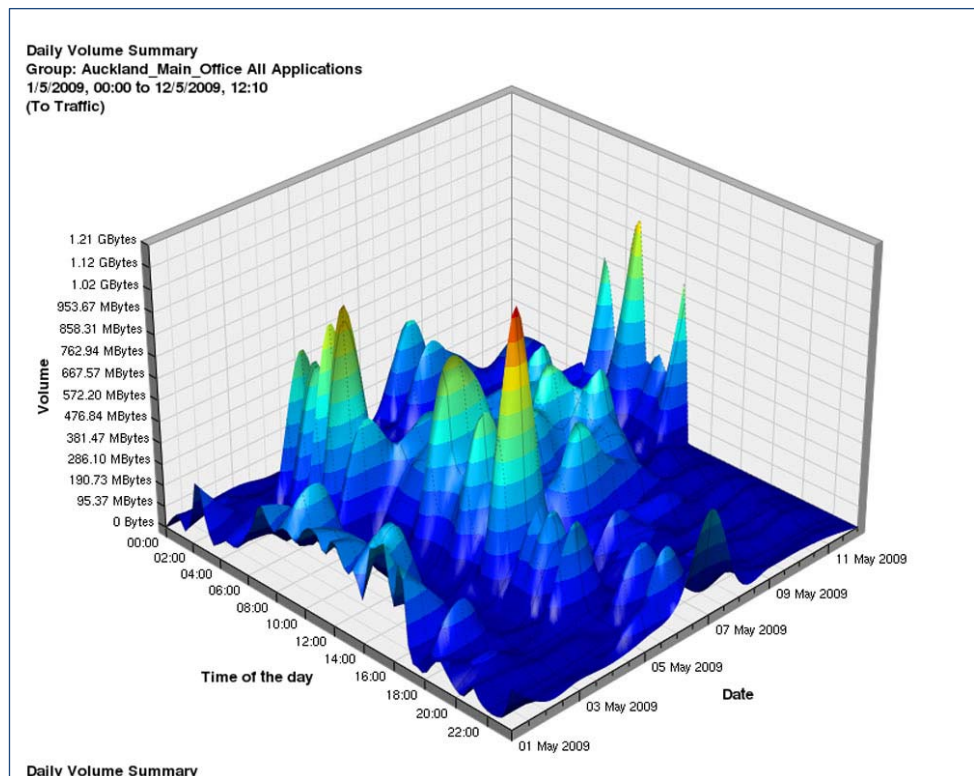 Daily Volume Summary
Group: Auckland_Main_Office All Applications
1/5/2009, 00:00 to 12/5/2009, 12:10
(To Traffic)
1.21 GBytes
1.12 GBytes
1.02 GBytes
953.67 MBytes
858.31 MBytes
762.94 MBytes
667.57 MBytes
572.20 MBytes
476.84 MBytes
381.47 MBytes
286.10 MBytes
190.73 MBytes
95.37 MBytes
0 Bytes
Volume
00:00
02:00
04:00
06:00
08:00
10:00
12:00
14:00
16:00
18:00
20:00
22:00
Time of the day
01 May 2009
03 May 2009
05 May 2009
07 May 2009
09 May 2009
11 May 2009
Date
Daily Volume Summary